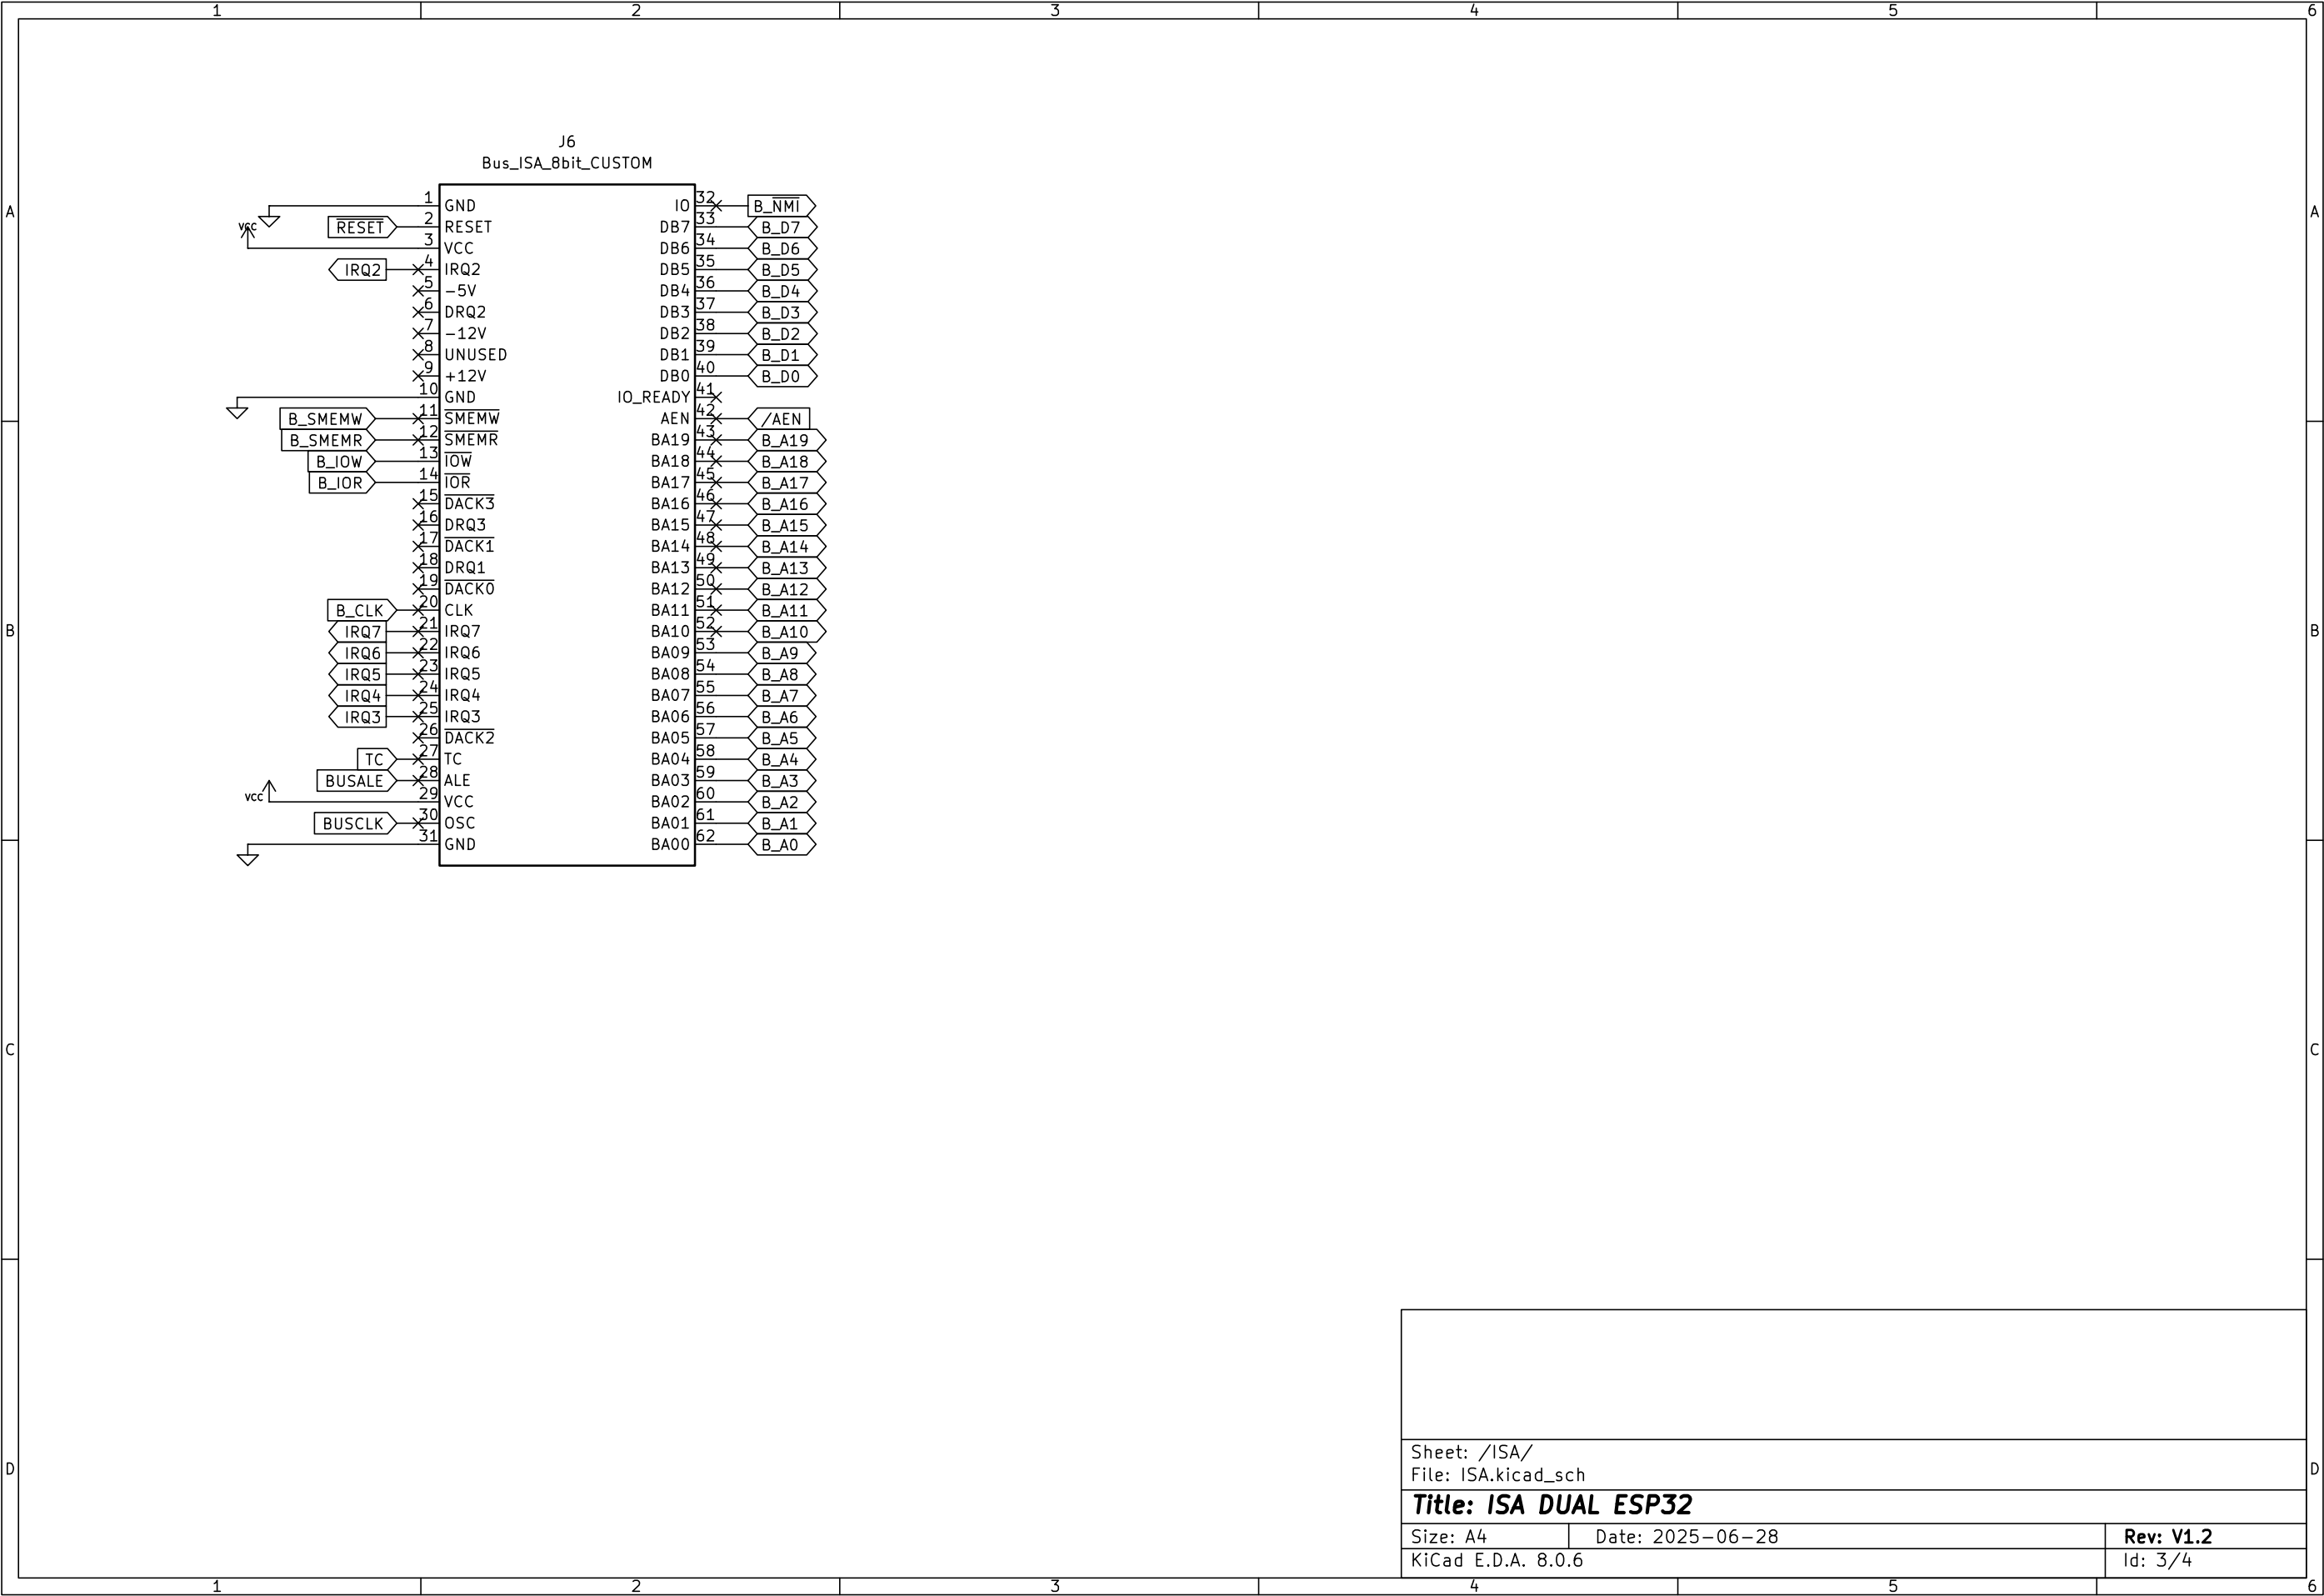 1 2 3 4 5 6
J6
Bus_ISA_8bit_CUSTOM
A A
1 GND IO 32 B_NMI
VCC RESET 2 RESET DB7 33 B_D7
3 VCC DB6 34 B_D6
IRQ2 4 IRQ2 DB5 35 B_D5
5 -5V DB4 36 B_D4
6 DRQ2 DB3 37 B_D3
7 -12V DB2 38 B_D2
8 UNUSED DB1 39 B_D1
9 +12V DB0 40 B_D0
10 GND IO_READY 41
B_SMEMW 11 SMEMW AEN 42 /AEN
B_SMEMR 12 SMEMR BA19 43 B_A19
B_IOW 13 IOW BA18 44 B_A18
B_IOR 14 IOR BA17 45 B_A17
15 DACK3 BA16 46 B_A16
16 DRQ3 BA15 47 B_A15
17 DACK1 BA14 48 B_A14
18 DRQ1 BA13 49 B_A13
19 DACK0 BA12 50 B_A12
B_CLK 20 CLK BA11 51 B_A11
B IRQ7 21 IRQ7 BA10 52 B_A10 B
IRQ6 22 IRQ6 BA09 53 B_A9
IRQ5 23 IRQ5 BA08 54 B_A8
IRQ4 24 IRQ4 BA07 55 B_A7
IRQ3 25 IRQ3 BA06 56 B_A6
26 DACK2 BA05 57 B_A5
TC 27 TC BA04 58 B_A4
BUSALE 28 ALE BA03 59 B_A3
VCC 29 VCC BA02 60 B_A2
BUSCLK 30 OSC BA01 61 B_A1
31 GND BA00 62 B_A0
C C
Sheet: /ISA/
D D
File: ISA.kicad_sch
Title: ISA DUAL ESP32
Size: A4 Date: 2025-06-28 Rev: V1.2
KiCad E.D.A. 8.0.6 Id: 3/4
1 2 3 4 5 6